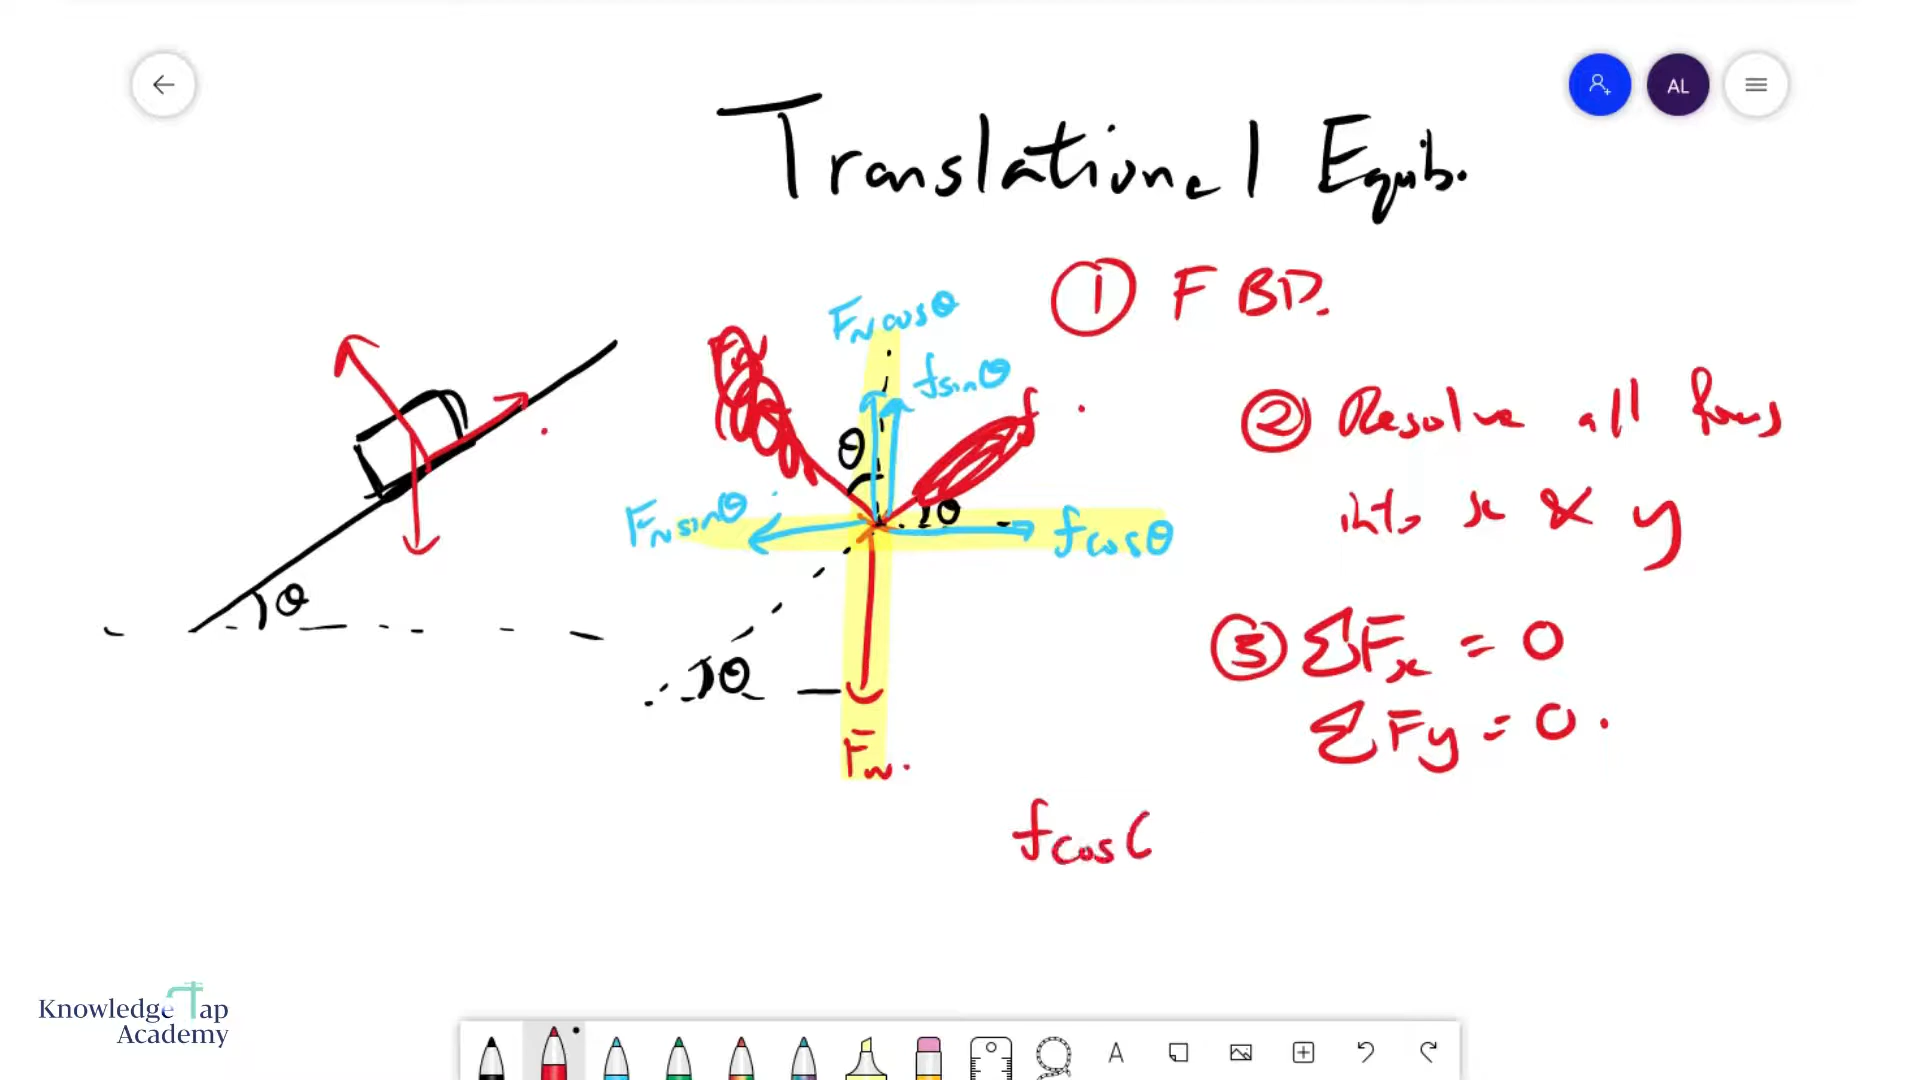 AL
Translational Equib.
① FBD.
② Resolve all forces
into x & y
③ ΣFx = 0
ΣFy = 0.
FN cosθ
f sinθ
f
θ
θ
FN sinθ
f cosθ
θ
θ
Fw.
f cos(
Knowledge Tap
Academy
A